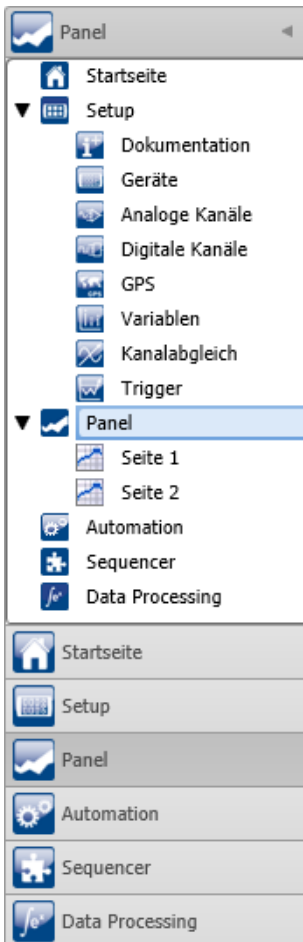 Panel
Startseite
Setup
Dokumentation
Geräte
Analoge Kanäle
Digitale Kanäle
GPS
Variablen
Kanalabgleich
Trigger
Panel
Seite 1
Seite 2
Automation
Sequencer
Data Processing
Startseite
Setup
Panel
Automation
Sequencer
Data Processing